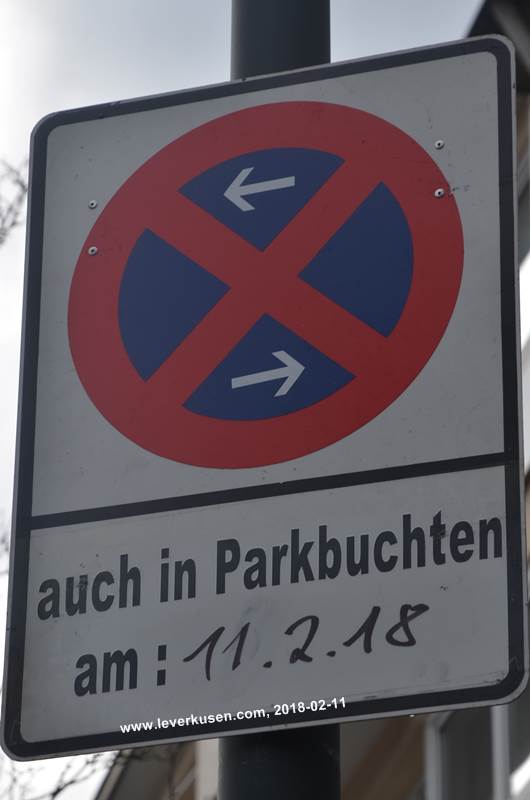 auch in Parkbuchten
am : 11.2.18
www.leverkusen.com, 2018-02-11